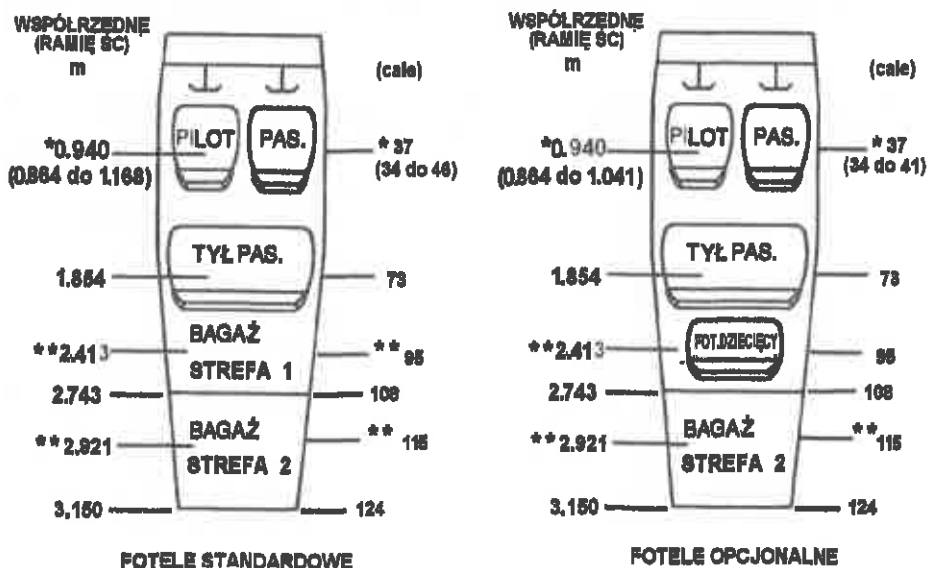 WSPÓŁRZĘDNE
(RAMIĘ ŚC)
m
(cale)
PILOT
PAS.
*0.940
(0.864 do 1.168)
* 37
(34 do 46)
TYŁ PAS.
1.854
73
BAGAŻ
STREFA 1
**2.413
** 95
2.743
108
BAGAŻ
STREFA 2
**2.921
** 115
3,150
124
FOTELE STANDARDOWE
WSPÓŁRZĘDNE
(RAMIĘ ŚC)
m
(cale)
PILOT
PAS.
*0.940
(0.864 do 1.041)
* 37
(34 do 41)
TYŁ PAS.
1.854
73
FOT.DZIECIĘCY
**2.413
95
2.743
108
BAGAŻ
STREFA 2
**2.921
**115
3.150
124
FOTELE OPCJONALNE